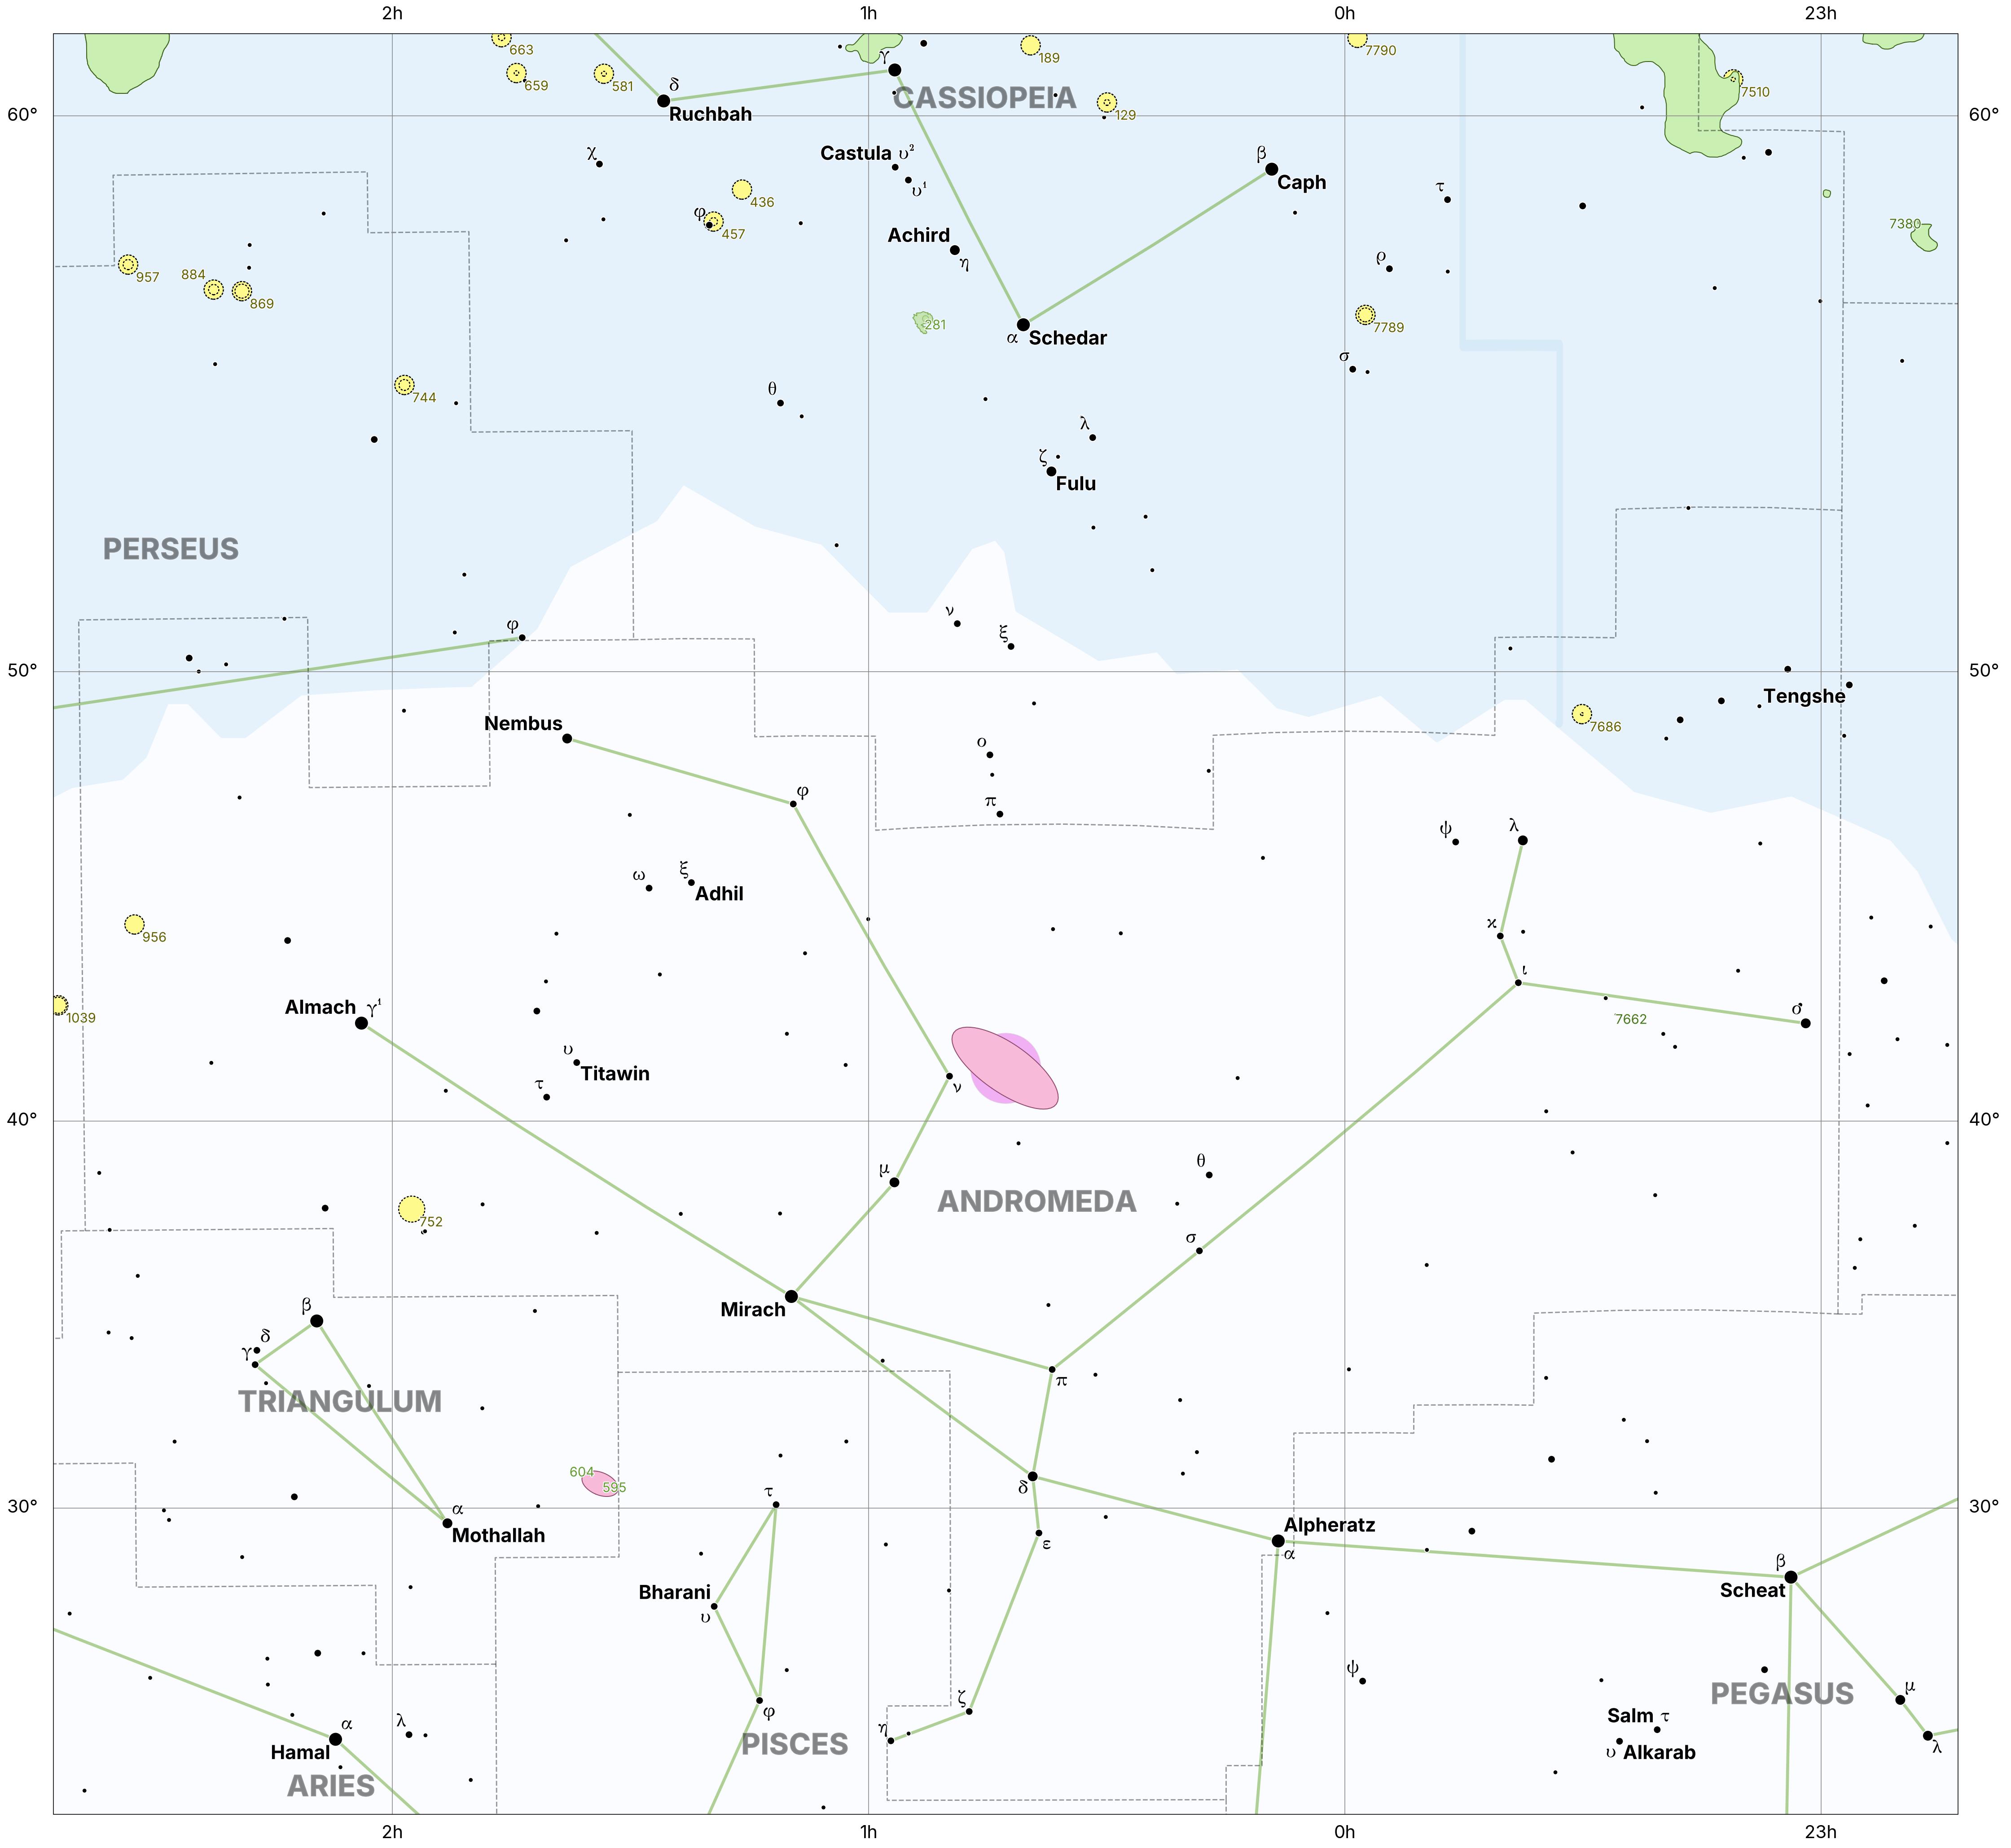 2h 1h 0h 23h
663 189 7790
γ
659 581 7510
δ
Ruchbah CASSIOPEIA
129
60° 60°
χ Castula υ² β
Caph
υ¹
436 τ
φ 457
7380
Achird η
ρ
957 884 869
281 7789
α Schedar
σ
744 θ
λ
ζ
Fulu
PERSEUS
ν
φ ξ
50° 50°
Tengshe
Nembus 7686
ο
φ π
ψ λ
ξ
ω Adhil
956 ϰ
ι
Almach γ¹ ο
1039 7662
υ Titawin
τ ν
40° 40°
μ θ
ANDROMEDA
752
σ
β Mirach
δ
γ π
TRIANGULUM
604
595
δ
τ
30° 30°
α
Mothallah Alpheratz
ε α
β
Scheat
Bharani
υ
ψ
φ ζ PEGASUS μ
α λ η Salm τ
PISCES
Hamal υ Alkarab λ
ARIES
2h 1h 0h 23h